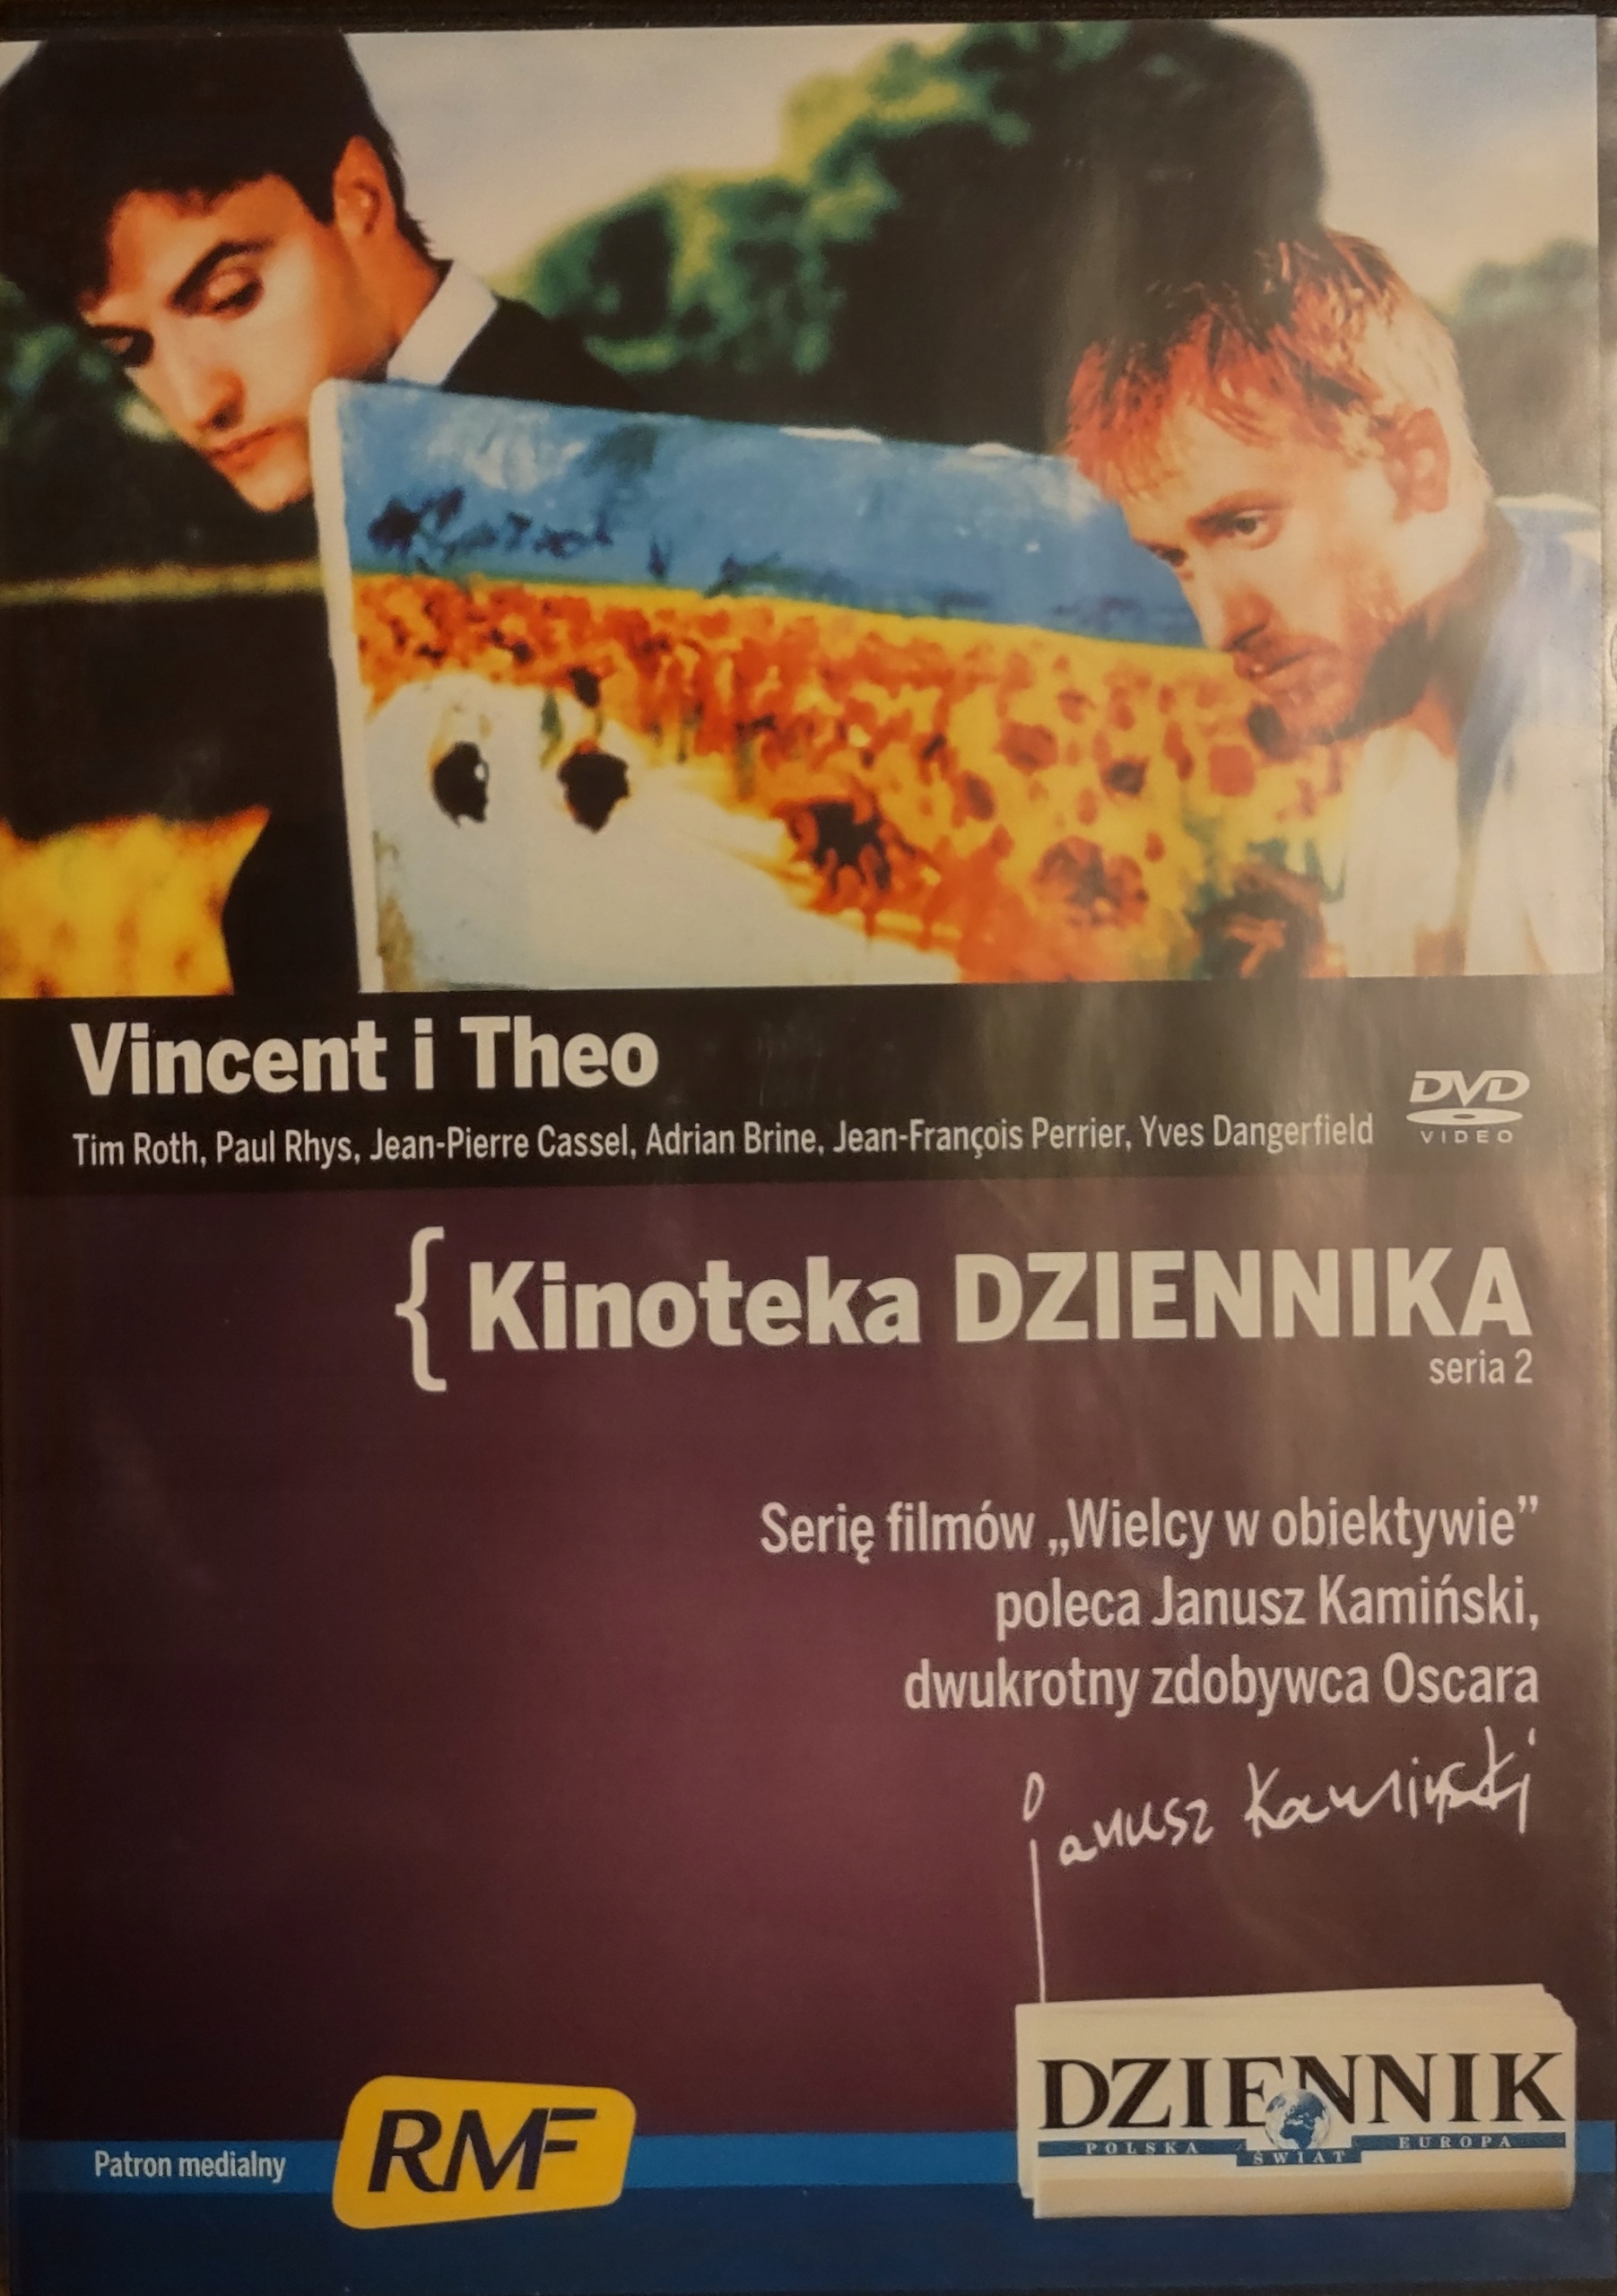 Vincent i Theo
Tim Roth, Paul Rhys, Jean-Pierre Cassel, Adrian Brine, Jean-François Perrier, Yves Dangerfield
DVD
VIDEO
{ Kinoteka DZIENNIKA
seria 2
Serię filmów „Wielcy w obiektywie”
poleca Janusz Kamiński,
dwukrotny zdobywca Oscara
Janusz Kamiński
Patron medialny
RMF
DZIENNIK
POLSKA ŚWIAT EUROPA